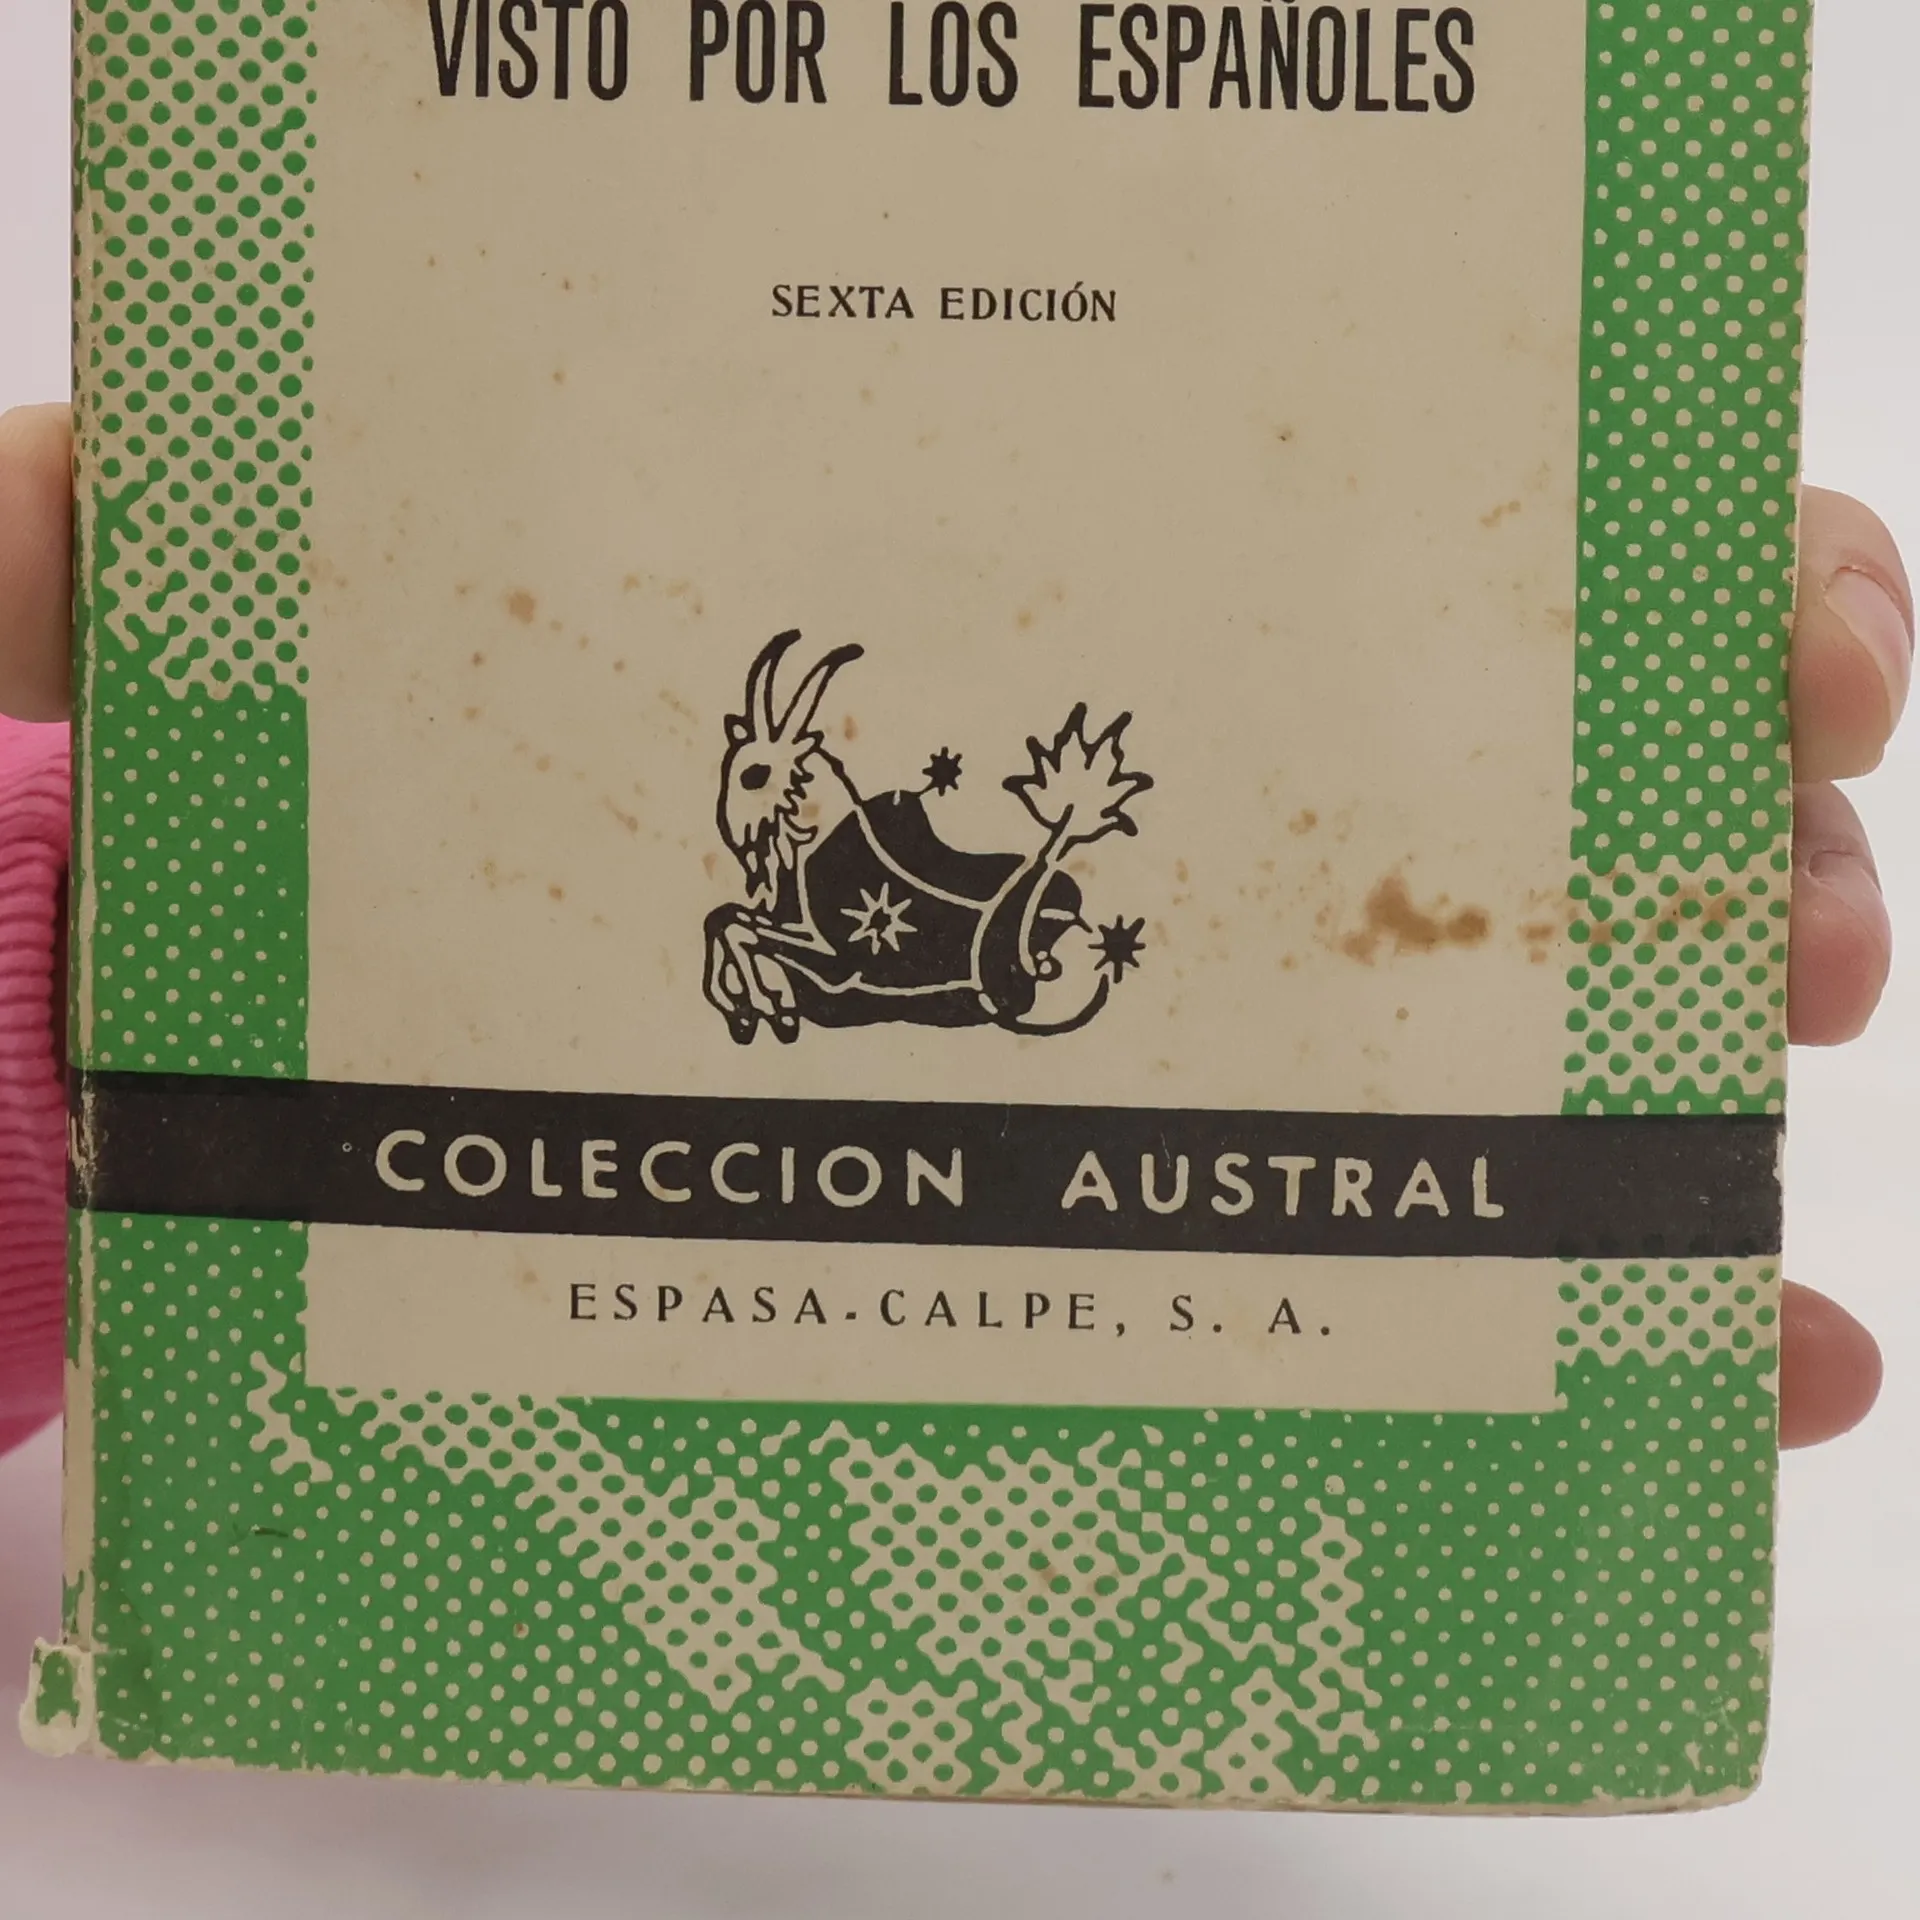 VISTO POR LOS ESPAÑOLES
SEXTA EDICIÓN
COLECCION AUSTRAL
ESPASA-CALPE, S. A.